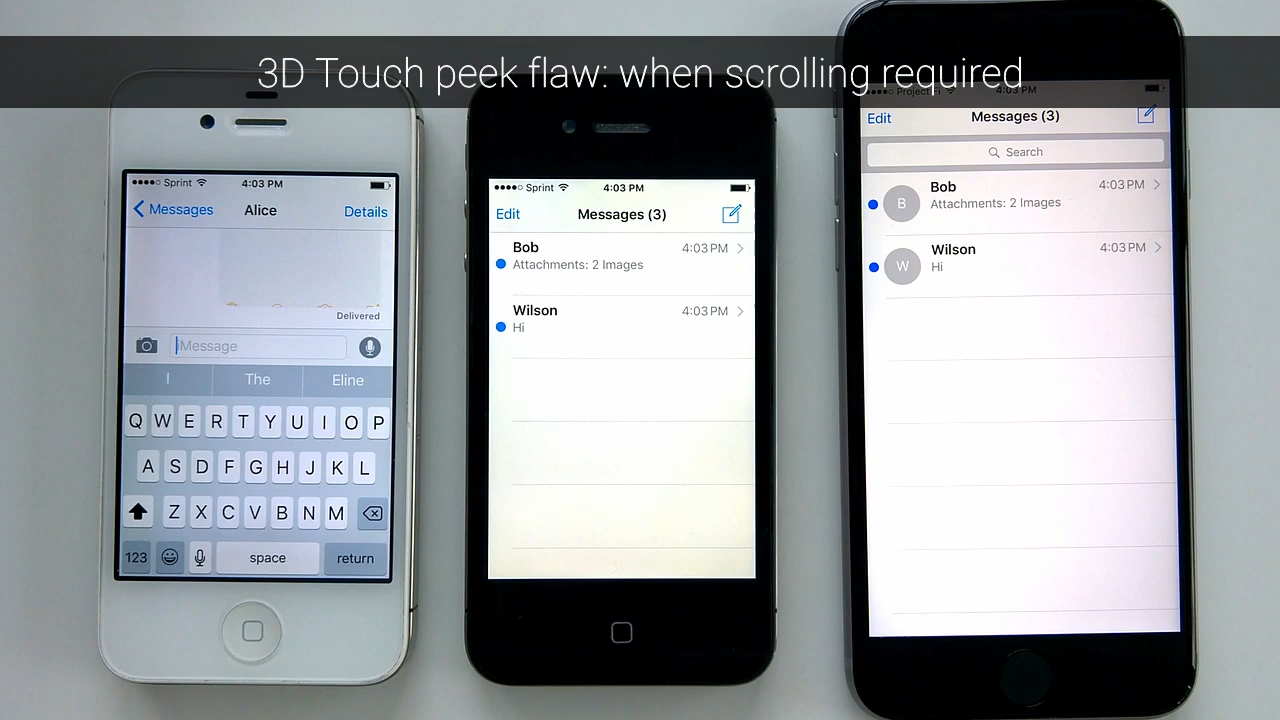 3D Touch peek flaw: when scrolling required
Sprint 4:03 PM
Messages Alice Details
Delivered
iMessage
I The Eline
Q W E R T Y U I O P
A S D F G H J K L
Z X C V B N M
123 space return
Sprint 4:03 PM
Edit Messages (3)
Bob 4:03 PM
Attachments: 2 Images
Wilson 4:03 PM
Hi
Project Fi 4:03 PM
Edit Messages (3)
Search
B Bob 4:03 PM
Attachments: 2 Images
W Wilson 4:03 PM
Hi